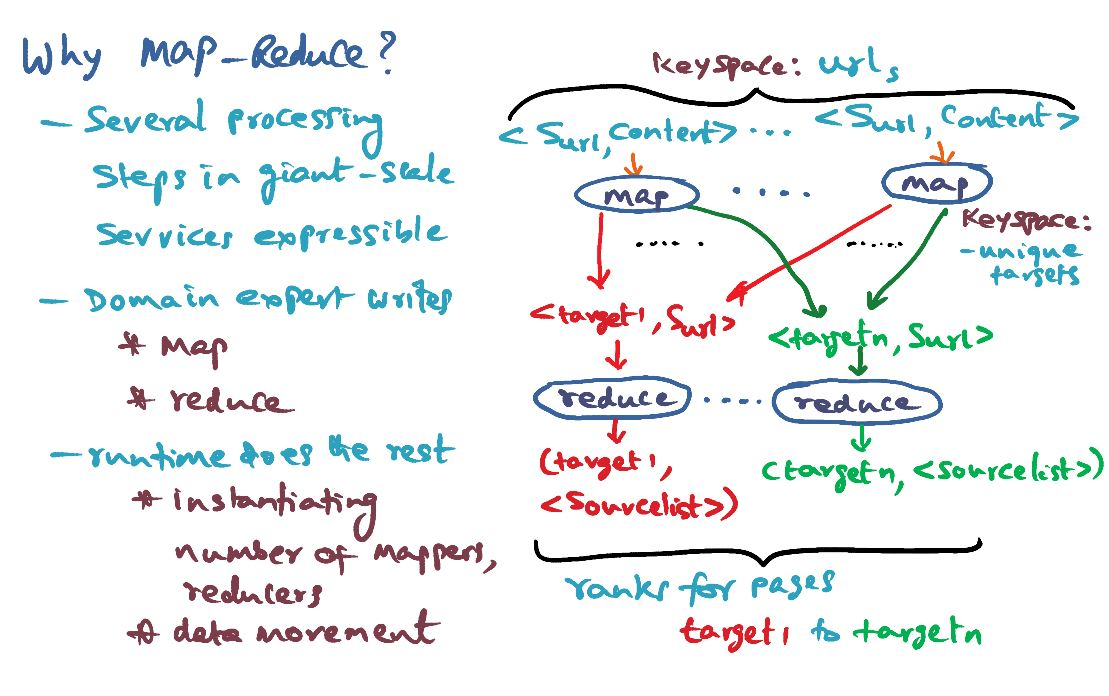 Why Map-Reduce?
- Several processing
Steps in giant-scale
Services expressible
- Domain expert writes
* Map
* reduce
- runtime does the rest
* instantiating
number of Mappers,
reducers
* data movement
Keyspace: urls
<Surl, Content> .... <Surl, Content>
map ..... map
Keyspace:
- unique
targets
..... .....
<target1, Surl>
<targetn, Surl>
reduce ..... reduce
(target1,
<Sourcelist>)
(targetn, <sourcelist>)
ranks for pages
target1 to targetn